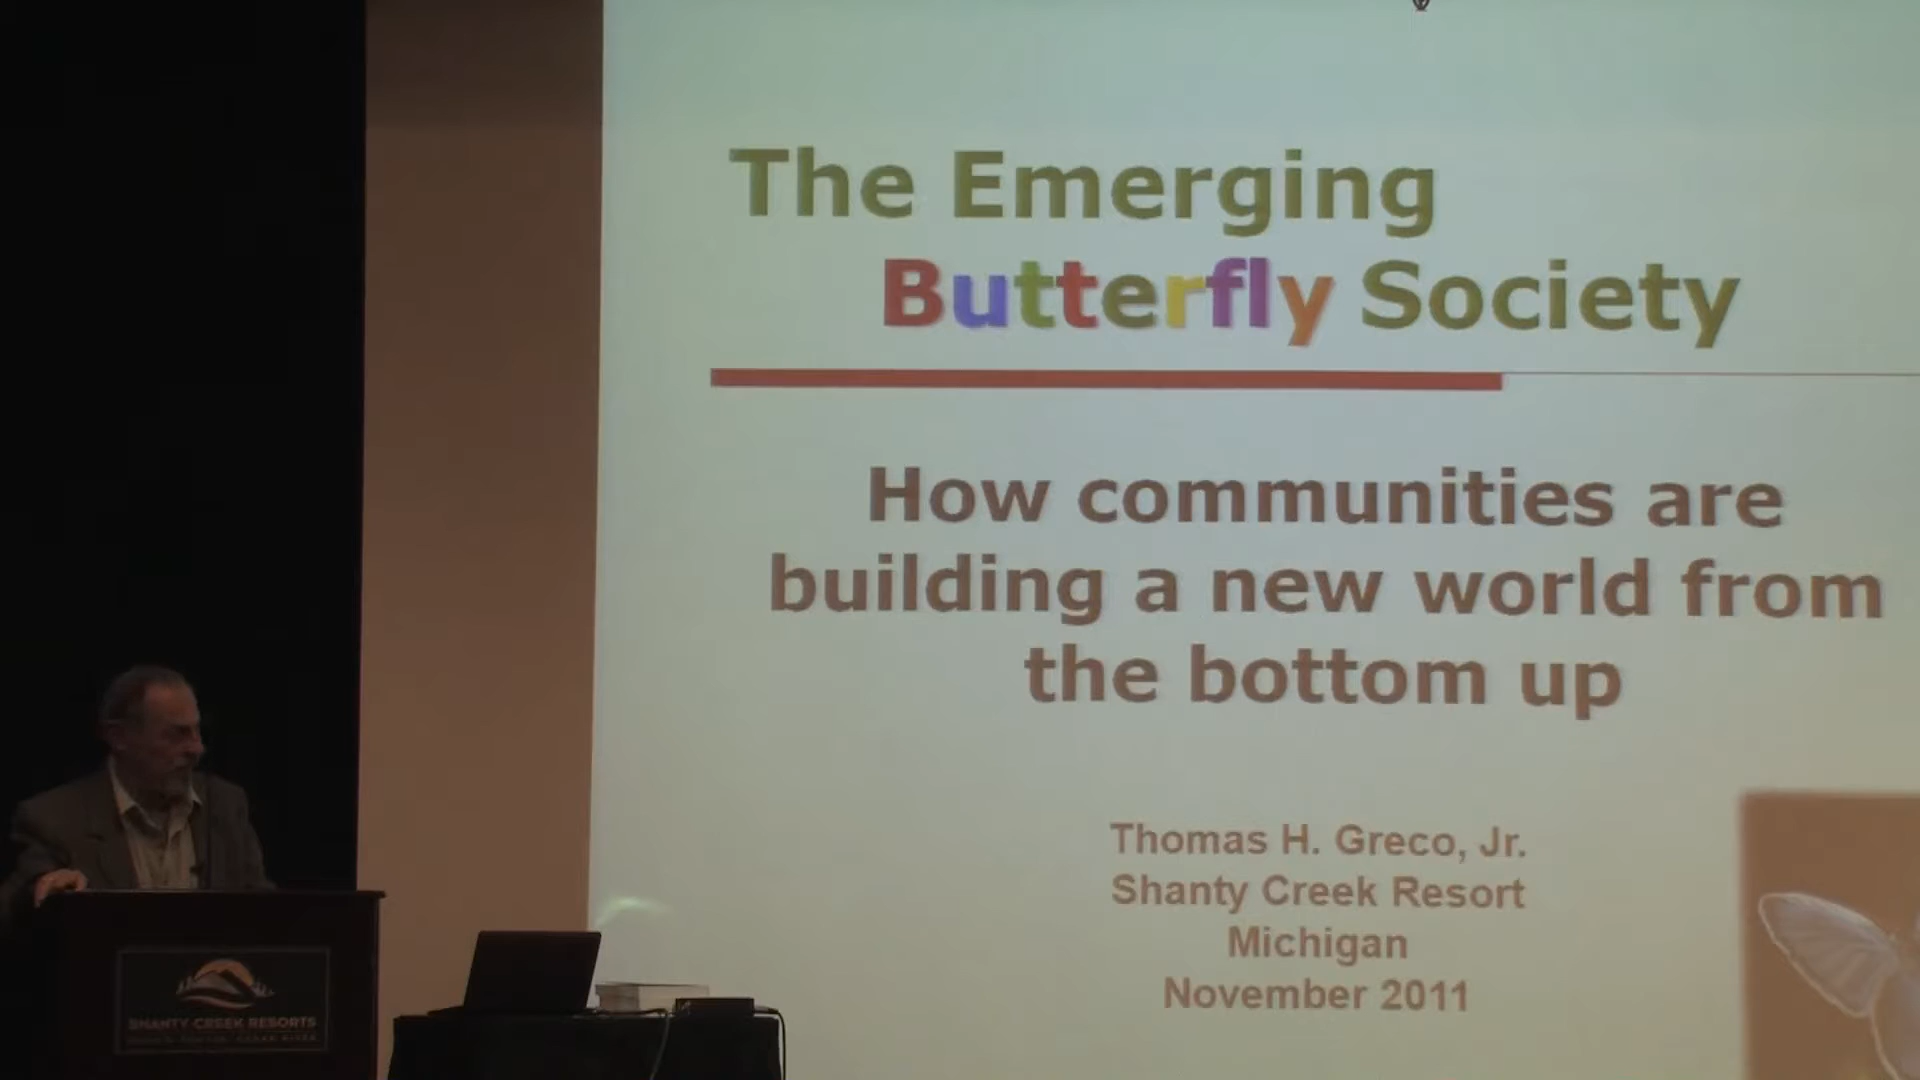 The Emerging
Butterfly Society
How communities are
building a new world from
the bottom up
Thomas H. Greco, Jr.
Shanty Creek Resort
Michigan
November 2011
SHANTY CREEK RESORTS